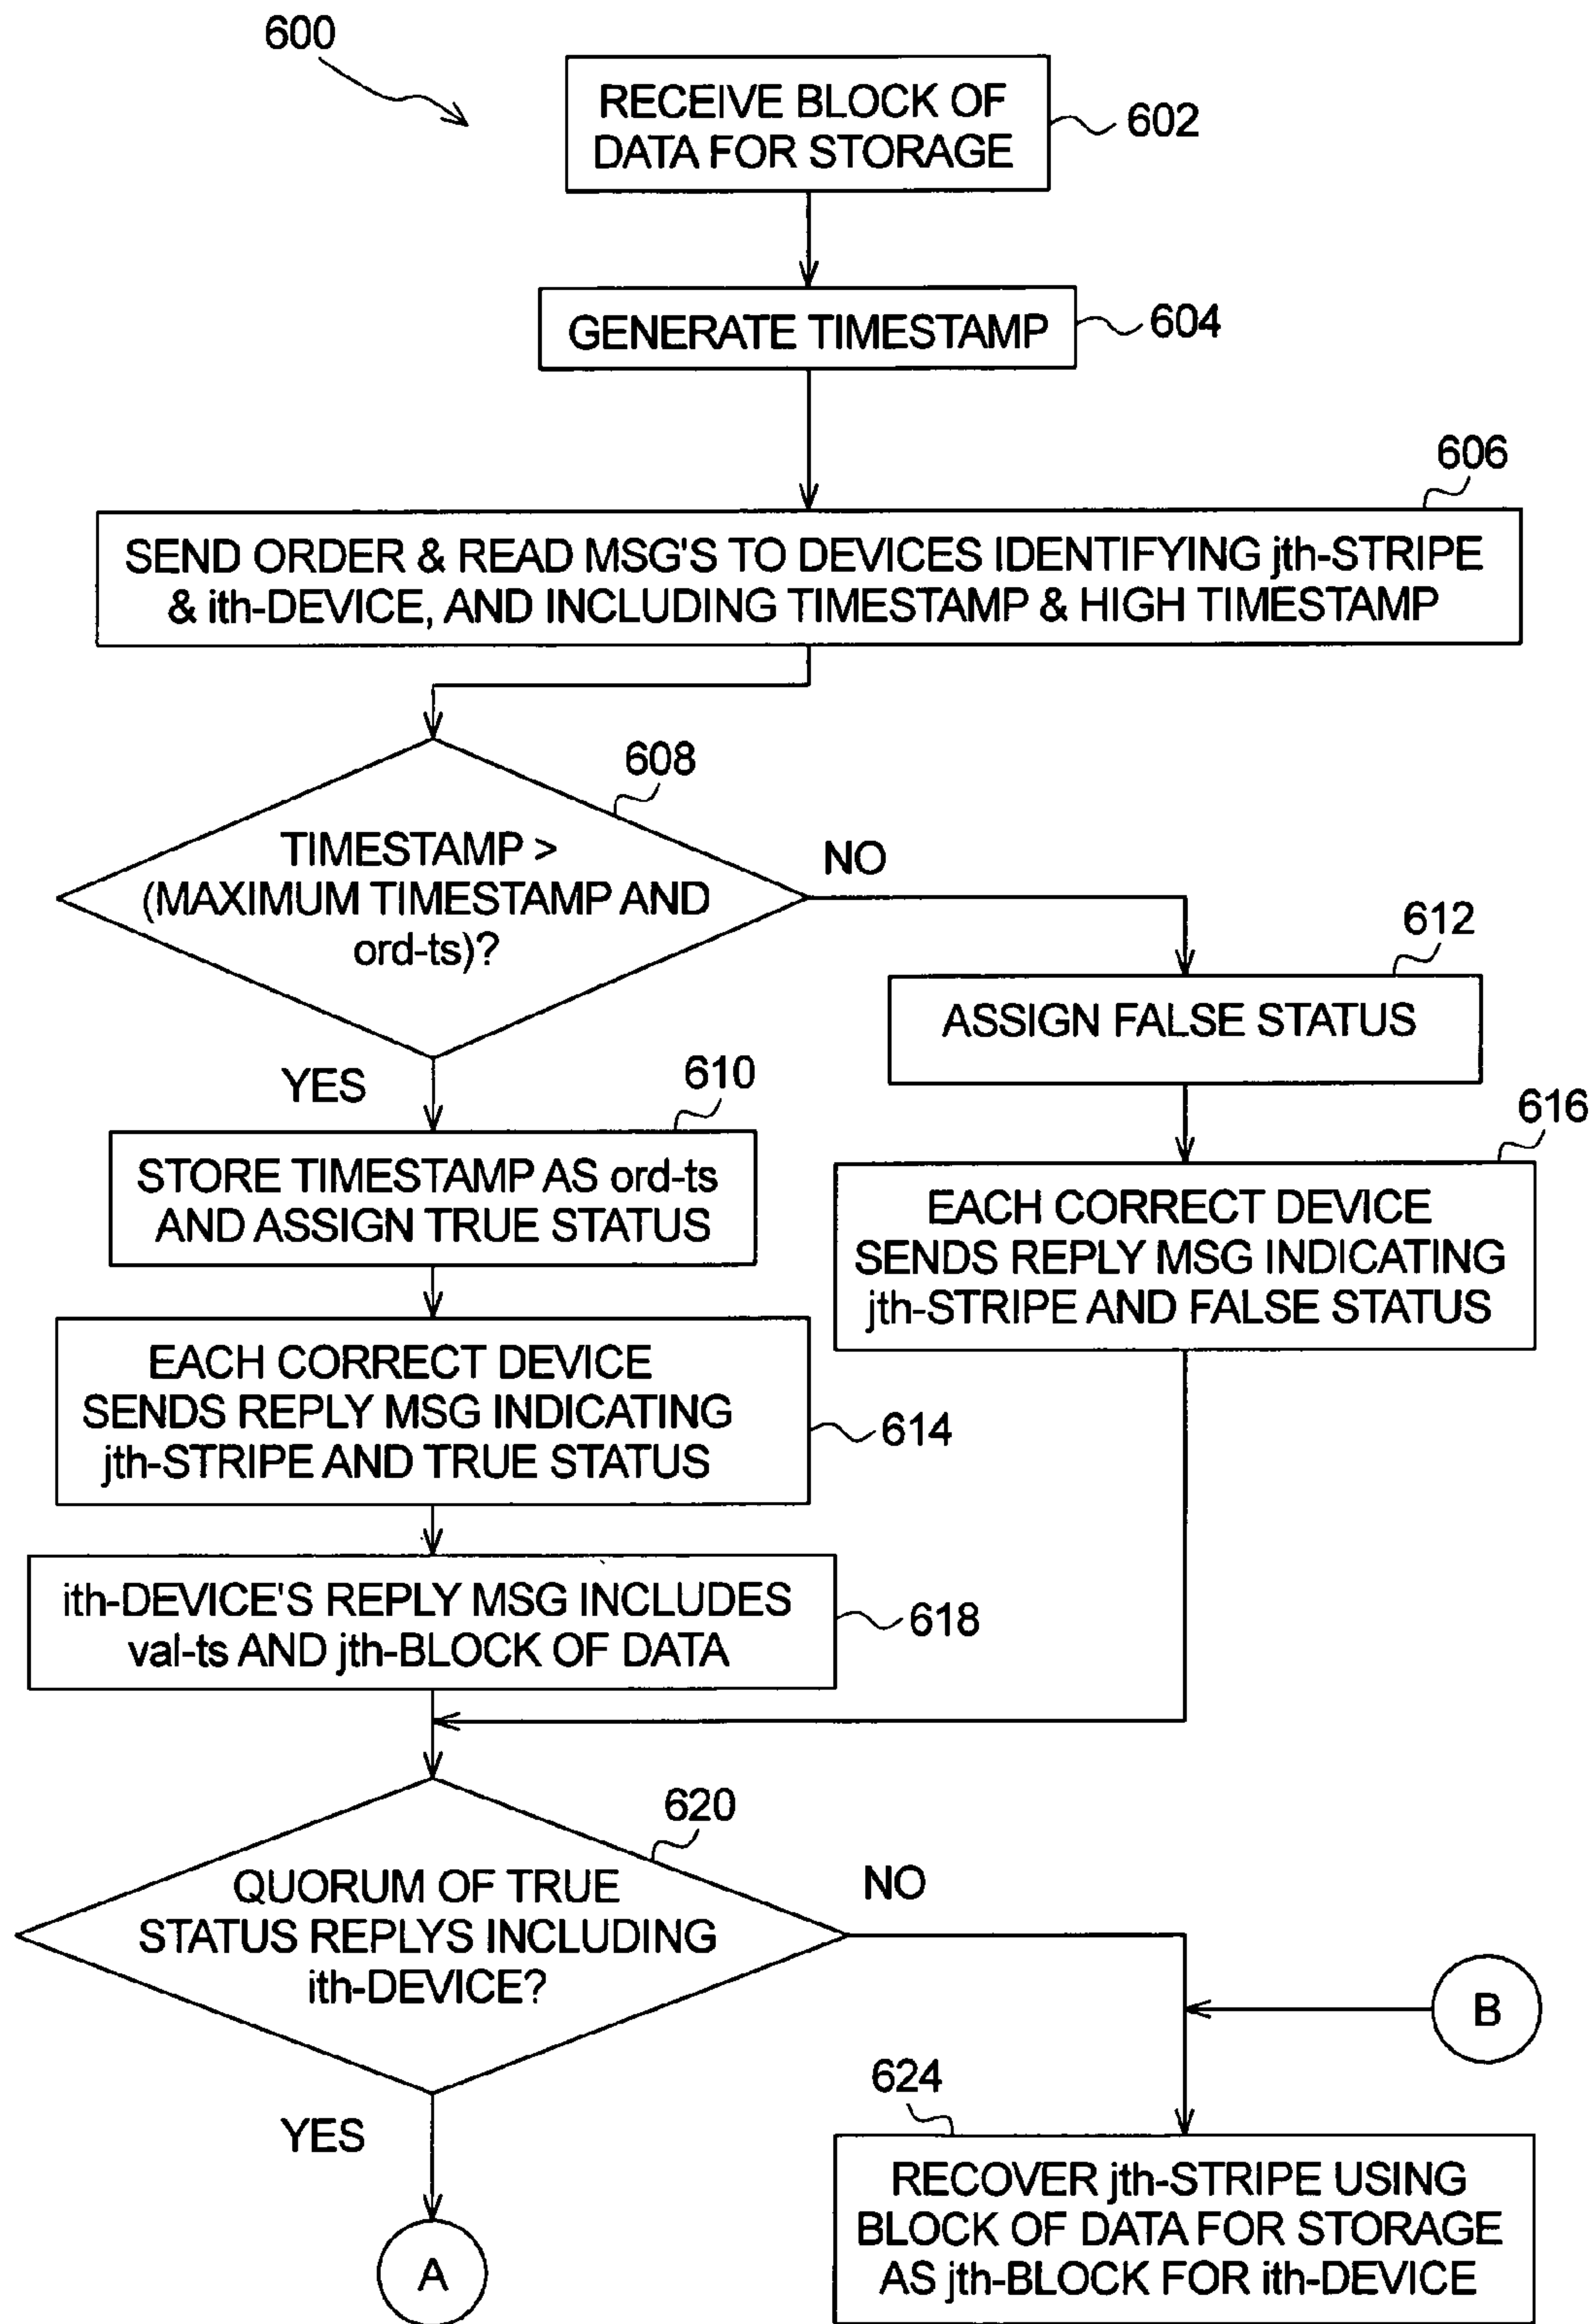 600
RECEIVE BLOCK OF
DATA FOR STORAGE
602
GENERATE TIMESTAMP
604
606
SEND ORDER & READ MSG'S TO DEVICES IDENTIFYING jth-STRIPE
& ith-DEVICE, AND INCLUDING TIMESTAMP & HIGH TIMESTAMP
608
TIMESTAMP >
(MAXIMUM TIMESTAMP AND
ord-ts)?
NO
YES
612
ASSIGN FALSE STATUS
610
STORE TIMESTAMP AS ord-ts
AND ASSIGN TRUE STATUS
616
EACH CORRECT DEVICE
SENDS REPLY MSG INDICATING
jth-STRIPE AND FALSE STATUS
EACH CORRECT DEVICE
SENDS REPLY MSG INDICATING
jth-STRIPE AND TRUE STATUS
614
ith-DEVICE'S REPLY MSG INCLUDES
val-ts AND jth-BLOCK OF DATA
618
620
QUORUM OF TRUE
STATUS REPLYS INCLUDING
ith-DEVICE?
NO
B
YES
A
624
RECOVER jth-STRIPE USING
BLOCK OF DATA FOR STORAGE
AS jth-BLOCK FOR ith-DEVICE